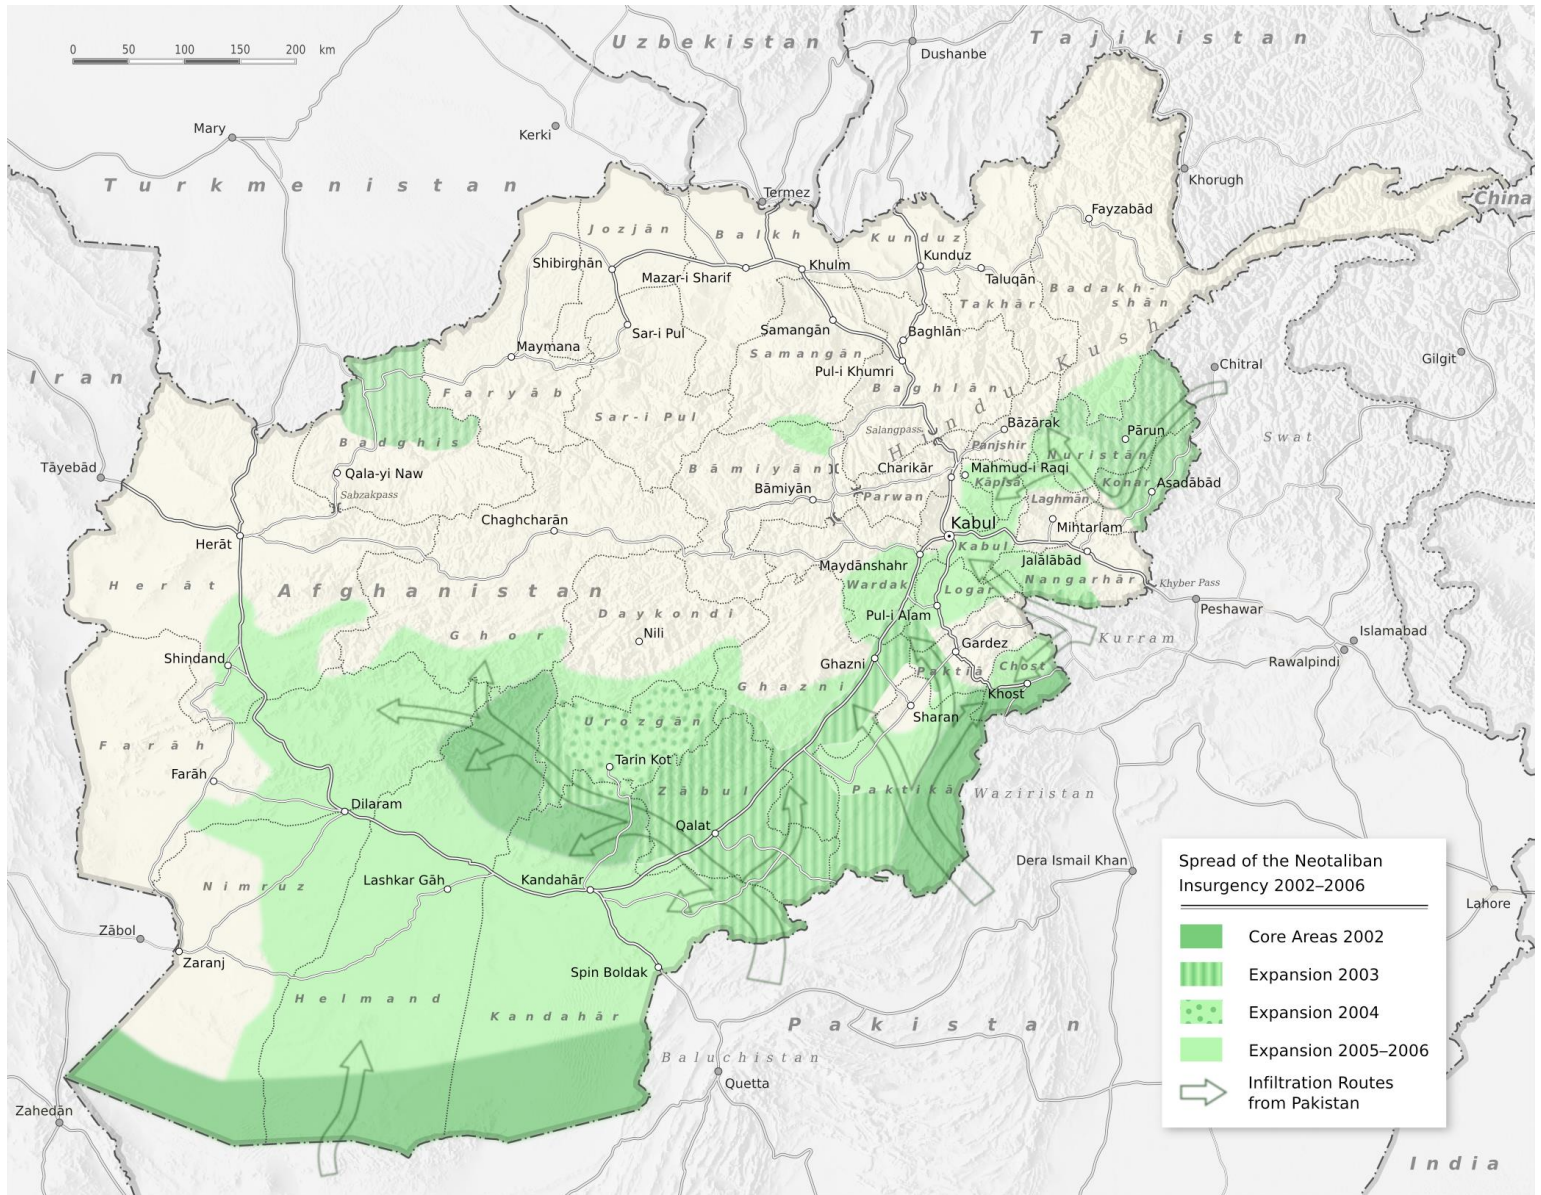 0 50 100 150 200 km
Uzbekistan
Tajikistan
Dushanbe
Mary
Kerki
Turkmenistan
Termez
Khorugh
China
Fayzabād
Jozjān
Balkh
Kunduz
Shibirghān
Mazar-i Sharif
Khulm
Kunduz
Taluqān
Badakh-
shān
Takhār
Samangān
Baghlān
Sar-i Pul
Maymana
Samangān
Pul-i Khumri
Hindu Kush
Chitral
Gilgit
Iran
Faryāb
Baghlān
Sar-i Pul
Salangpass
Bāzārak
Panjshir
Pārun
Nuristān
Swat
Badghis
Tāyebād
Qala-yi Naw
Sabzakpass
Bāmiyān
Bāmiyān
Charikār
Mahmud-i Raqi
Kāpisā
Parwan
Laghmān
Konar
Asadābād
Chaghcharān
Kabul
Mihtarlam
Herāt
Kabul
Jalālābād
Maydānshahr
Wardak
Logar
Nangarhār
Khyber Pass
Peshawar
Herāt
Afghanistan
Daykondi
Nili
Ghor
Pul-i Alam
Gardez
Kurram
Islamabad
Rawalpindi
Shindand
Ghazni
Ghazni
Paktiā
Chost
Khost
Sharan
Urozgān
Farāh
Farāh
Tarin Kot
Zābul
Paktikā
Waziristan
Dilaram
Qalat
Dera Ismail Khan
Lashkar Gāh
Kandahār
Nimruz
Lahore
Zābol
Zaranj
Spin Boldak
Helmand
Kandahār
Pakistan
Baluchistan
Quetta
Zahedān
India
Spread of the Neotaliban
Insurgency 2002–2006
Core Areas 2002
Expansion 2003
Expansion 2004
Expansion 2005–2006
Infiltration Routes
from Pakistan